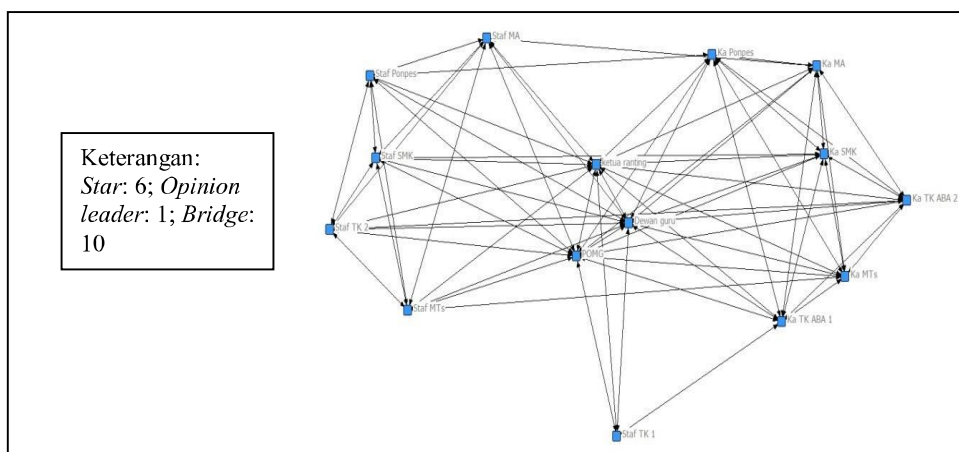 Staf MA
Ka Ponpes
Ka MA
Staf Ponpes
Keterangan:
Star: 6; Opinion
leader: 1; Bridge:
10
Staf SMK
ketua ranting
Ka SMK
Ka TK ABA 2
Staf TK 2
Dewan guru
POMG
Ka MTs
Staf MTs
Ka TK ABA 1
Staf TK 1